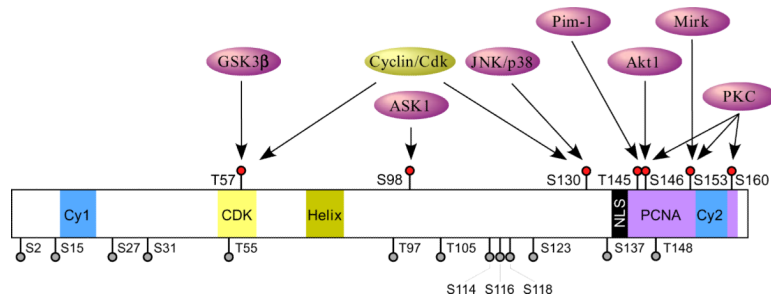 Pim-1 Mirk
GSK3β Cyclin/Cdk JNK/p38 Akt1
ASK1 PKC
T57 S98 S130 T145 S146 S153 S160
Cy1 CDK Helix NLS PCNA Cy2
S2 S15 S27 S31 T55 T97 T105 S123 S137 T148
S114 S116 S118